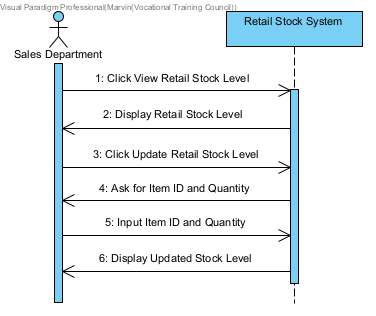 Visual Paradigm Professional(Marvin(Vocational Training Council))
Retail Stock System
Sales Department
1: Click View Retail Stock Level
2: Display Retail Stock Level
3: Click Update Retail Stock Level
4: Ask for Item ID and Quantity
5: Input Item ID and Quantity
6: Display Updated Stock Level